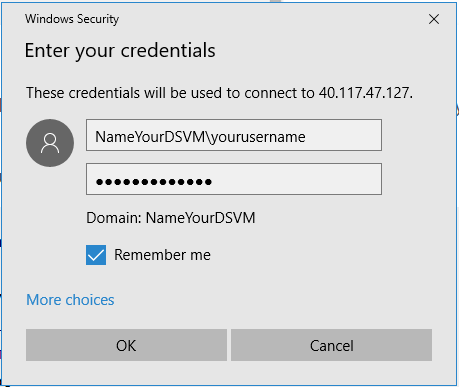 Windows Security
Enter your credentials
These credentials will be used to connect to 40.117.47.127.
NameYourDSVM\yourusername
●●●●●●●●●●●●●
Domain: NameYourDSVM
Remember me
More choices
OK
Cancel